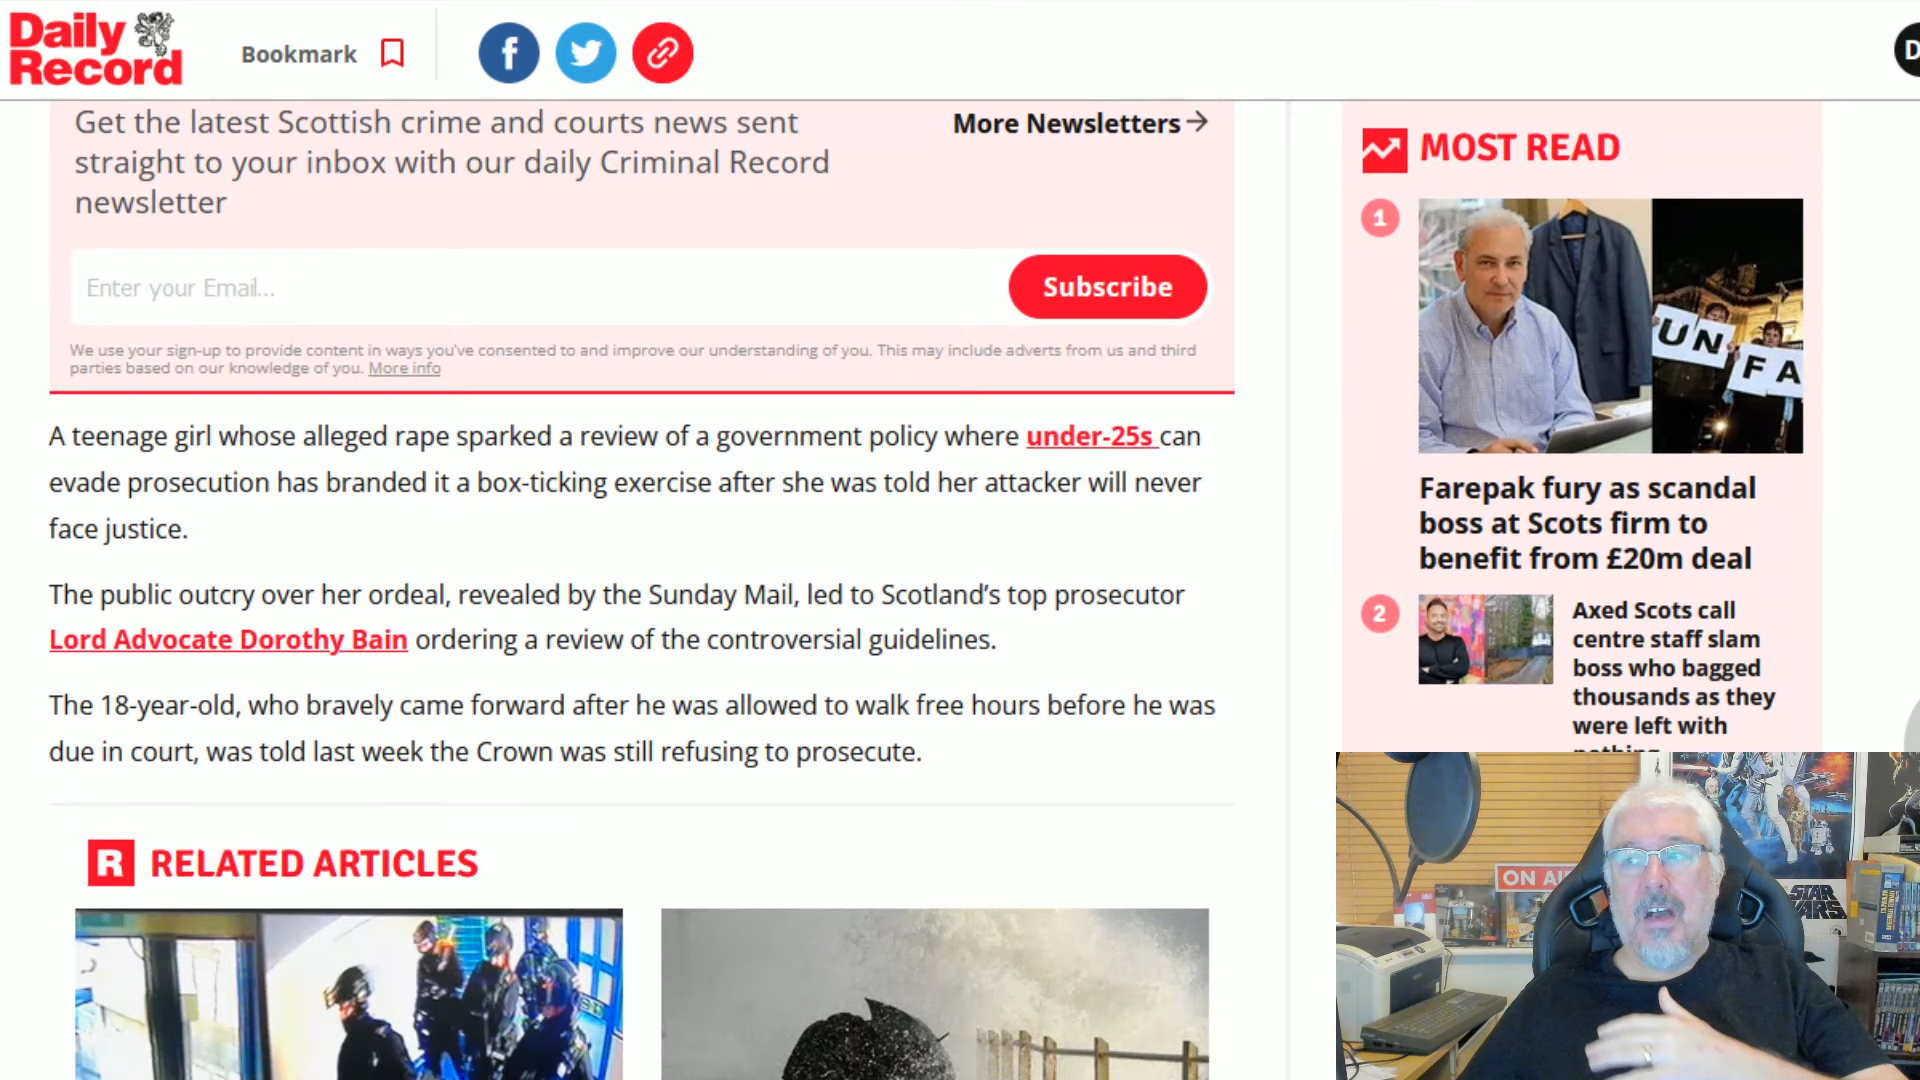 Daily
Record
Bookmark
D
Get the latest Scottish crime and courts news sent
straight to your inbox with our daily Criminal Record
newsletter
More Newsletters
Enter your Email...
Subscribe
We use your sign-up to provide content in ways you've consented to and improve our understanding of you. This may include adverts from us and third
parties based on our knowledge of you. More info
A teenage girl whose alleged rape sparked a review of a government policy where under-25s can
evade prosecution has branded it a box-ticking exercise after she was told her attacker will never
face justice.
The public outcry over her ordeal, revealed by the Sunday Mail, led to Scotland's top prosecutor
Lord Advocate Dorothy Bain ordering a review of the controversial guidelines.
The 18-year-old, who bravely came forward after he was allowed to walk free hours before he was
due in court, was told last week the Crown was still refusing to prosecute.
R RELATED ARTICLES
MOST READ
1
UN
FA
Farepak fury as scandal
boss at Scots firm to
benefit from £20m deal
2
Axed Scots call
centre staff slam
boss who bagged
thousands as they
were left with
nothing
ON AI
STAR
WARS